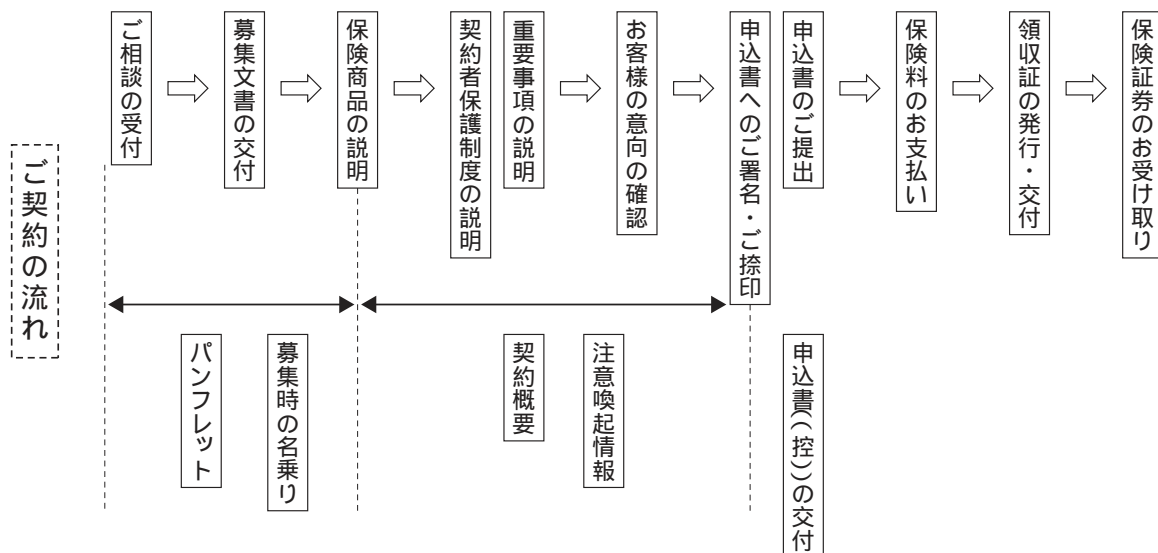 ご契約の流れ
ご相談の受付
募集文書の交付
保険商品の説明
契約者保護制度の説明
重要事項の説明
お客様の意向の確認
申込書へのご署名・ご捺印
申込書のご提出
保険料のお支払い
領収証の発行・交付
保険証券のお受け取り
パンフレット
募集時の名乗り
契約概要
注意喚起情報
申込書((控))の交付